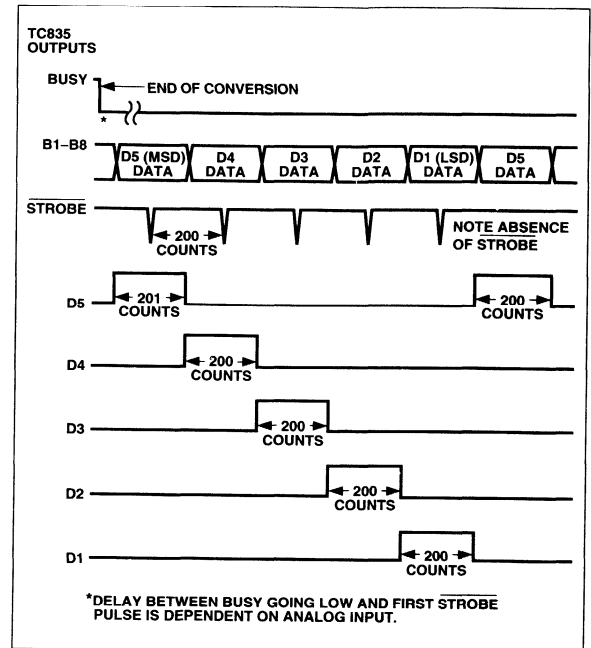 TC835
OUTPUTS
BUSY
END OF CONVERSION
*
B1–B8
D5 (MSD)
DATA
D4
DATA
D3
DATA
D2
DATA
D1 (LSD)
DATA
D5
DATA
STROBE
200
COUNTS
NOTE ABSENCE
OF STROBE
D5
201
COUNTS
200
COUNTS
D4
200
COUNTS
D3
200
COUNTS
D2
200
COUNTS
D1
200
COUNTS
*DELAY BETWEEN BUSY GOING LOW AND FIRST STROBE
PULSE IS DEPENDENT ON ANALOG INPUT.